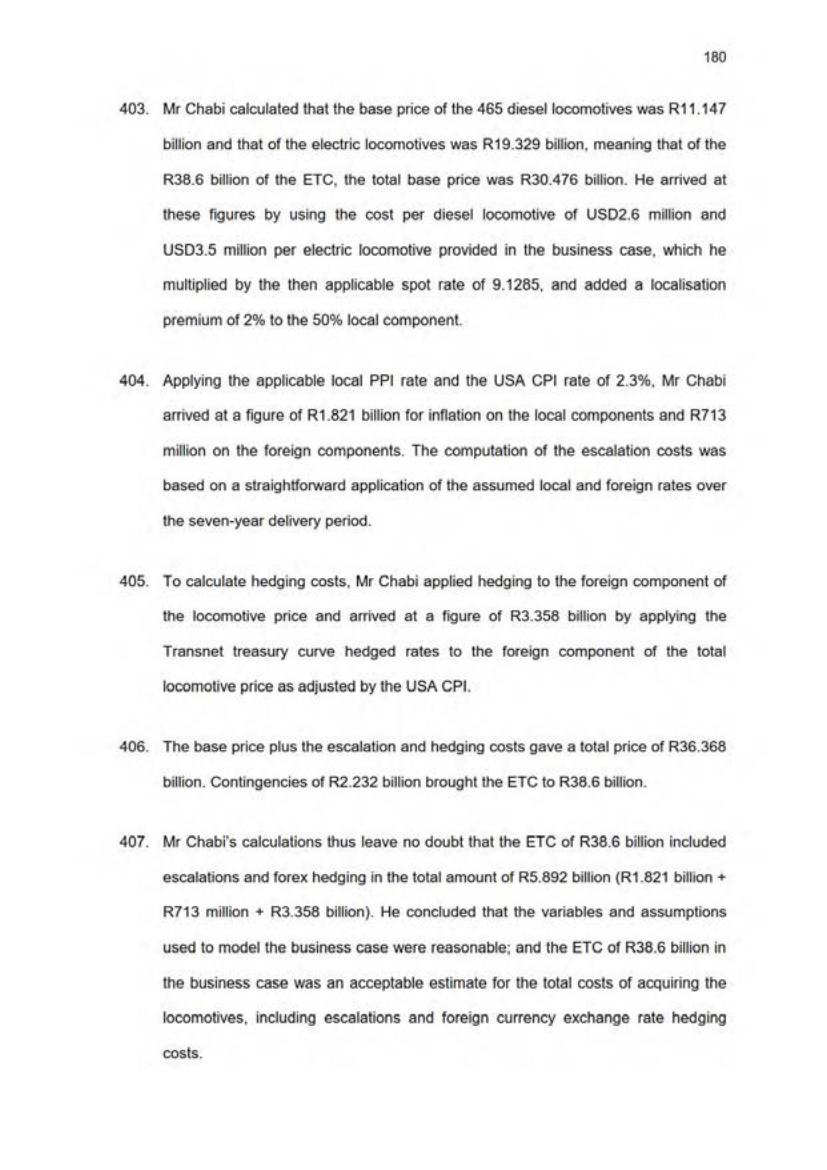 180
403. Mr Chabi calculated that the base price of the 465 diesel locomotives was R11.147
billion and that of the electric locomotives was R19.329 billion, meaning that of the
R38.6 billion of the ETC, the total base price was R30.476 billion. He arrived at
these figures by using the cost per diesel locomotive of USD2.6 million and
USD3.5 million per electric locomotive provided in the business case, which he
multiplied by the then applicable spot rate of 9.1285, and added a localisation
premium of 2% to the 50% local component.
404. Applying the applicable local PPI rate and the USA CPI rate of 2.3%, Mr Chabi
arrived at a figure of R1.821 billion for inflation on the local components and R713
million on the foreign components. The computation of the escalation costs was
based on a straightforward application of the assumed local and foreign rates over
the seven-year delivery period.
405. To calculate hedging costs, Mr Chabi applied hedging to the foreign component of
the locomotive price and arrived at a figure of R3.358 billion by applying the
Transnet treasury curve hedged rates to the foreign component of the total
locomotive price as adjusted by the USA CPI.
406. The base price plus the escalation and hedging costs gave a total price of R36.368
billion. Contingencies of R2.232 billion brought the ETC to R38.6 billion.
407. Mr Chabi's calculations thus leave no doubt that the ETC of R38.6 billion included
escalations and forex hedging in the total amount of R5.892 billion (R1.821 billion +
R713 million + R3.358 billion). He concluded that the variables and assumptions
used to model the business case were reasonable; and the ETC of R38.6 billion in
the business case was an acceptable estimate for the total costs of acquiring the
locomotives, including escalations and foreign currency exchange rate hedging
costs.